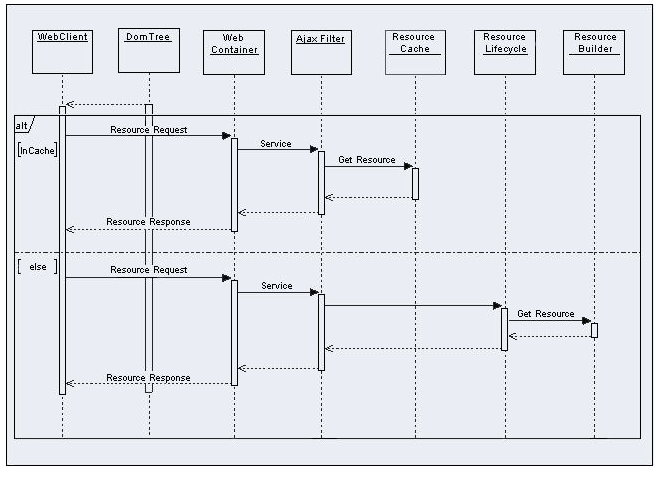 WebClient
DomTree
Web
Container
Ajax Filter
Resource
Cache
Resource
Lifecycle
Resource
Builder
alt
[InCache]
Resource Request
Service
Get Resource
Resource Response
[ else ]
Resource Request
Service
Get Resource
Resource Response